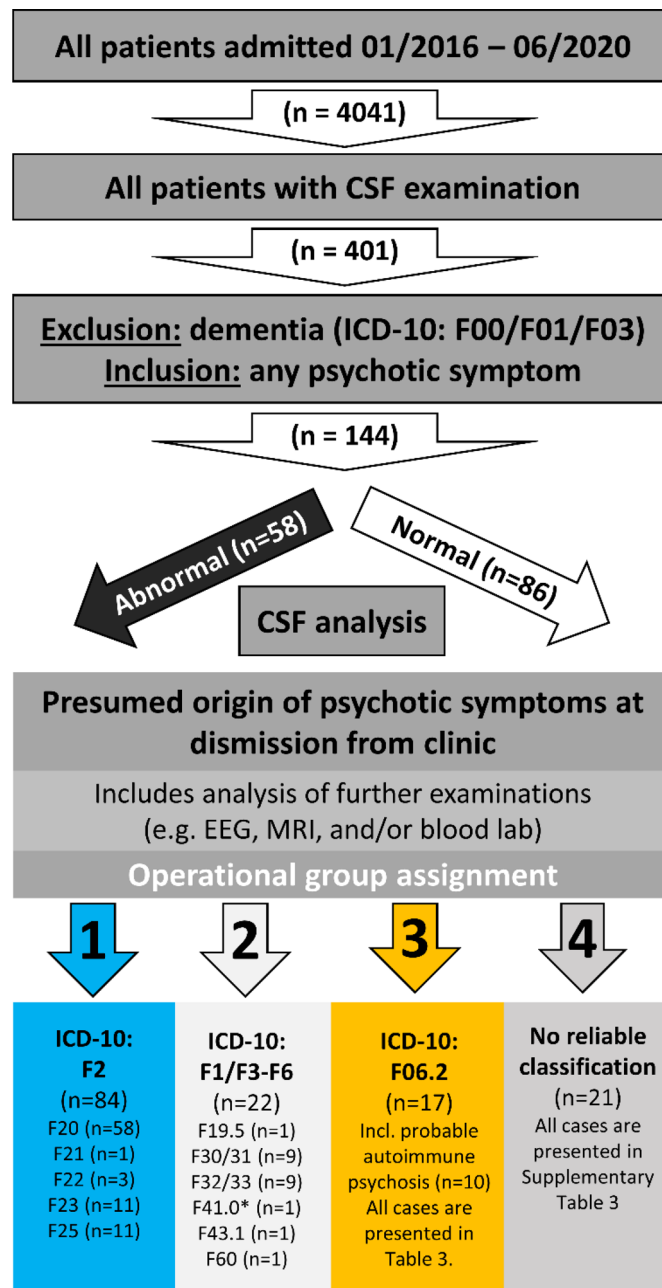 All patients admitted 01/2016 – 06/2020
(n = 4041)
All patients with CSF examination
(n = 401)
Exclusion: dementia (ICD-10: F00/F01/F03)
Inclusion: any psychotic symptom
(n = 144)
Abnormal (n=58)
Normal (n=86)
CSF analysis
Presumed origin of psychotic symptoms at
dismission from clinic
Includes analysis of further examinations
(e.g. EEG, MRI, and/or blood lab)
Operational group assignment
1
2
3
4
ICD-10:
F2
(n=84)
F20 (n=58)
F21 (n=1)
F22 (n=3)
F23 (n=11)
F25 (n=11)
ICD-10:
F1/F3-F6
(n=22)
F19.5 (n=1)
F30/31 (n=9)
F32/33 (n=9)
F41.0* (n=1)
F43.1 (n=1)
F60 (n=1)
ICD-10:
F06.2
(n=17)
Incl. probable
autoimmune
psychosis (n=10)
All cases are
presented in
Table 3.
No reliable
classification
(n=21)
All cases are
presented in
Supplementary
Table 3